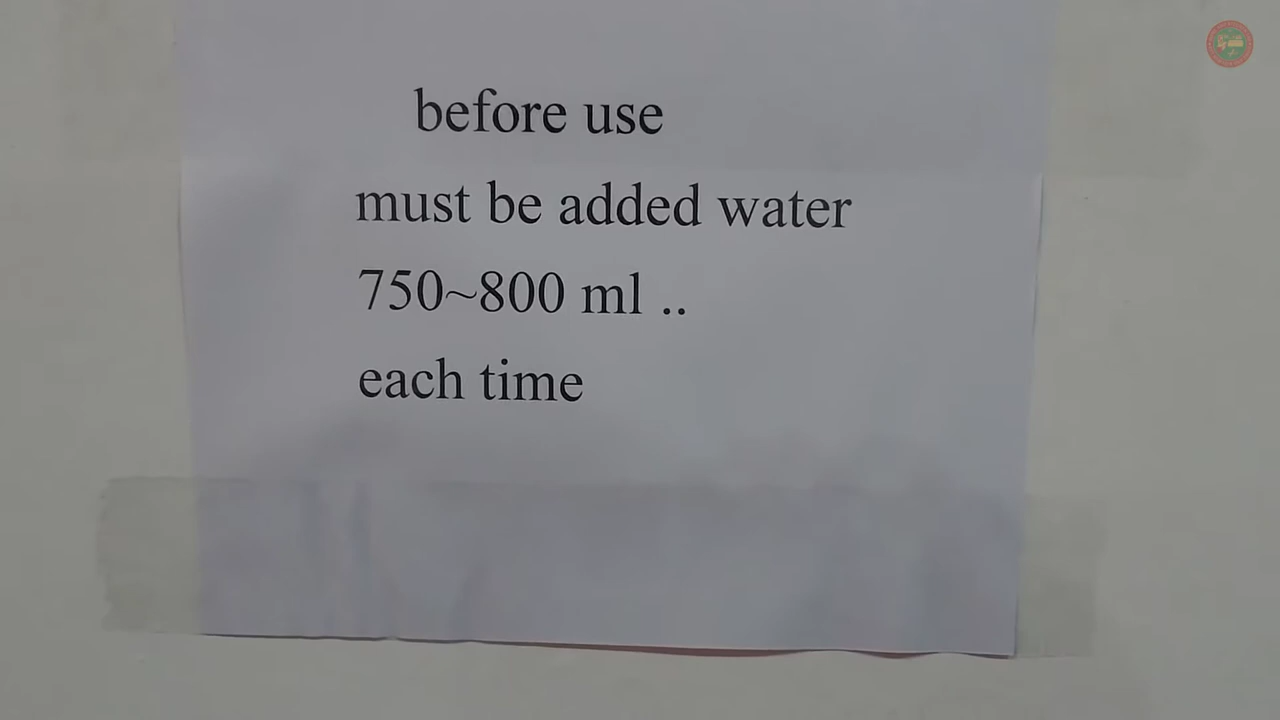 before use
must be added water
750~800 ml ..
each time